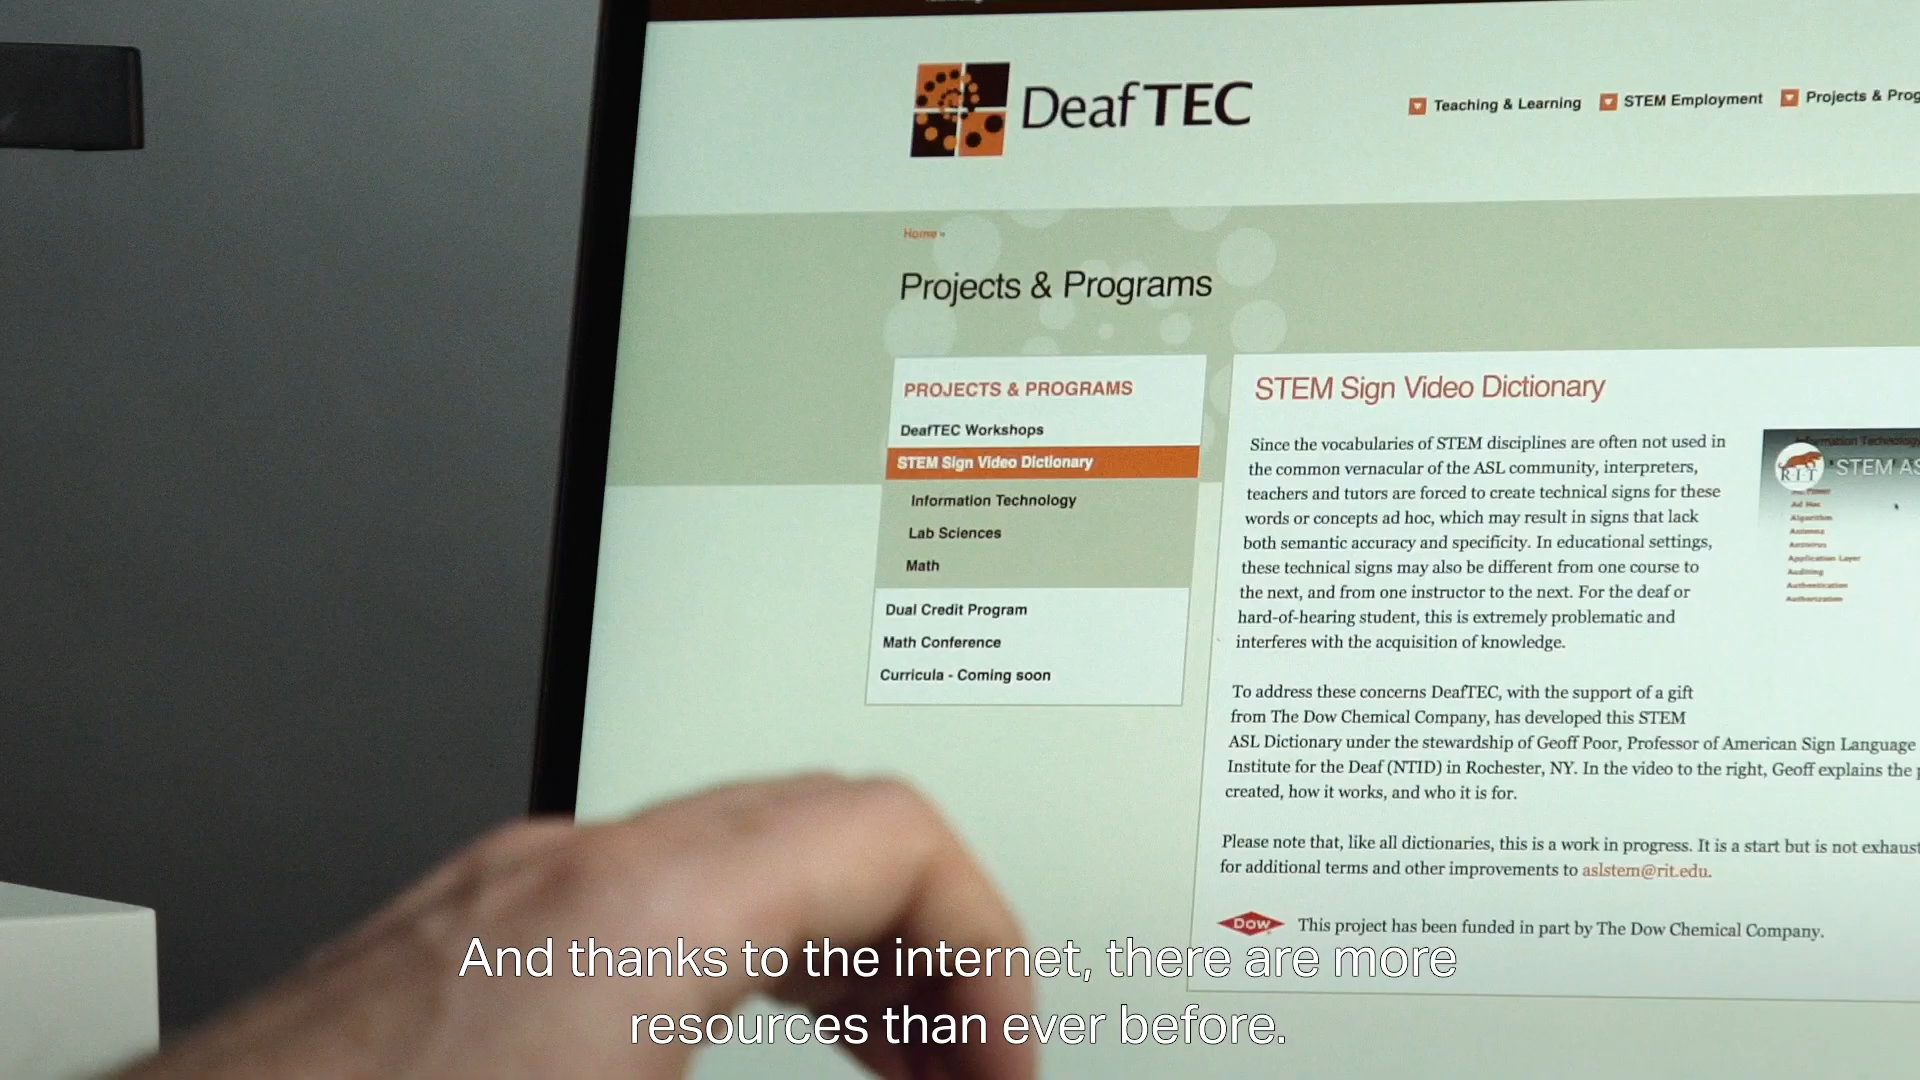 DeafTEC
Teaching & Learning
STEM Employment
Projects & Prog
Home »
Projects & Programs
PROJECTS & PROGRAMS
DeafTEC Workshops
STEM Sign Video Dictionary
Information Technology
Lab Sciences
Math
Dual Credit Program
Math Conference
Curricula - Coming soon
STEM Sign Video Dictionary
Since the vocabularies of STEM disciplines are often not used in
the common vernacular of the ASL community, interpreters,
teachers and tutors are forced to create technical signs for these
words or concepts ad hoc, which may result in signs that lack
both semantic accuracy and specificity. In educational settings,
these technical signs may also be different from one course to
the next, and from one instructor to the next. For the deaf or
hard-of-hearing student, this is extremely problematic and
interferes with the acquisition of knowledge.
To address these concerns DeafTEC, with the support of a gift
from The Dow Chemical Company, has developed this STEM
ASL Dictionary under the stewardship of Geoff Poor, Professor of American Sign Language
Institute for the Deaf (NTID) in Rochester, NY. In the video to the right, Geoff explains the p
created, how it works, and who it is for.
Please note that, like all dictionaries, this is a work in progress. It is a start but is not exhaust
for additional terms and other improvements to aslstem@rit.edu.
DOW
This project has been funded in part by The Dow Chemical Company.
Information Technology
RIT
STEM AS
Ad Hoc
Algorithm
Antenna
Antivirus
Application Layer
Auditing
Authentication
Authorization
And thanks to the internet, there are more
resources than ever before.